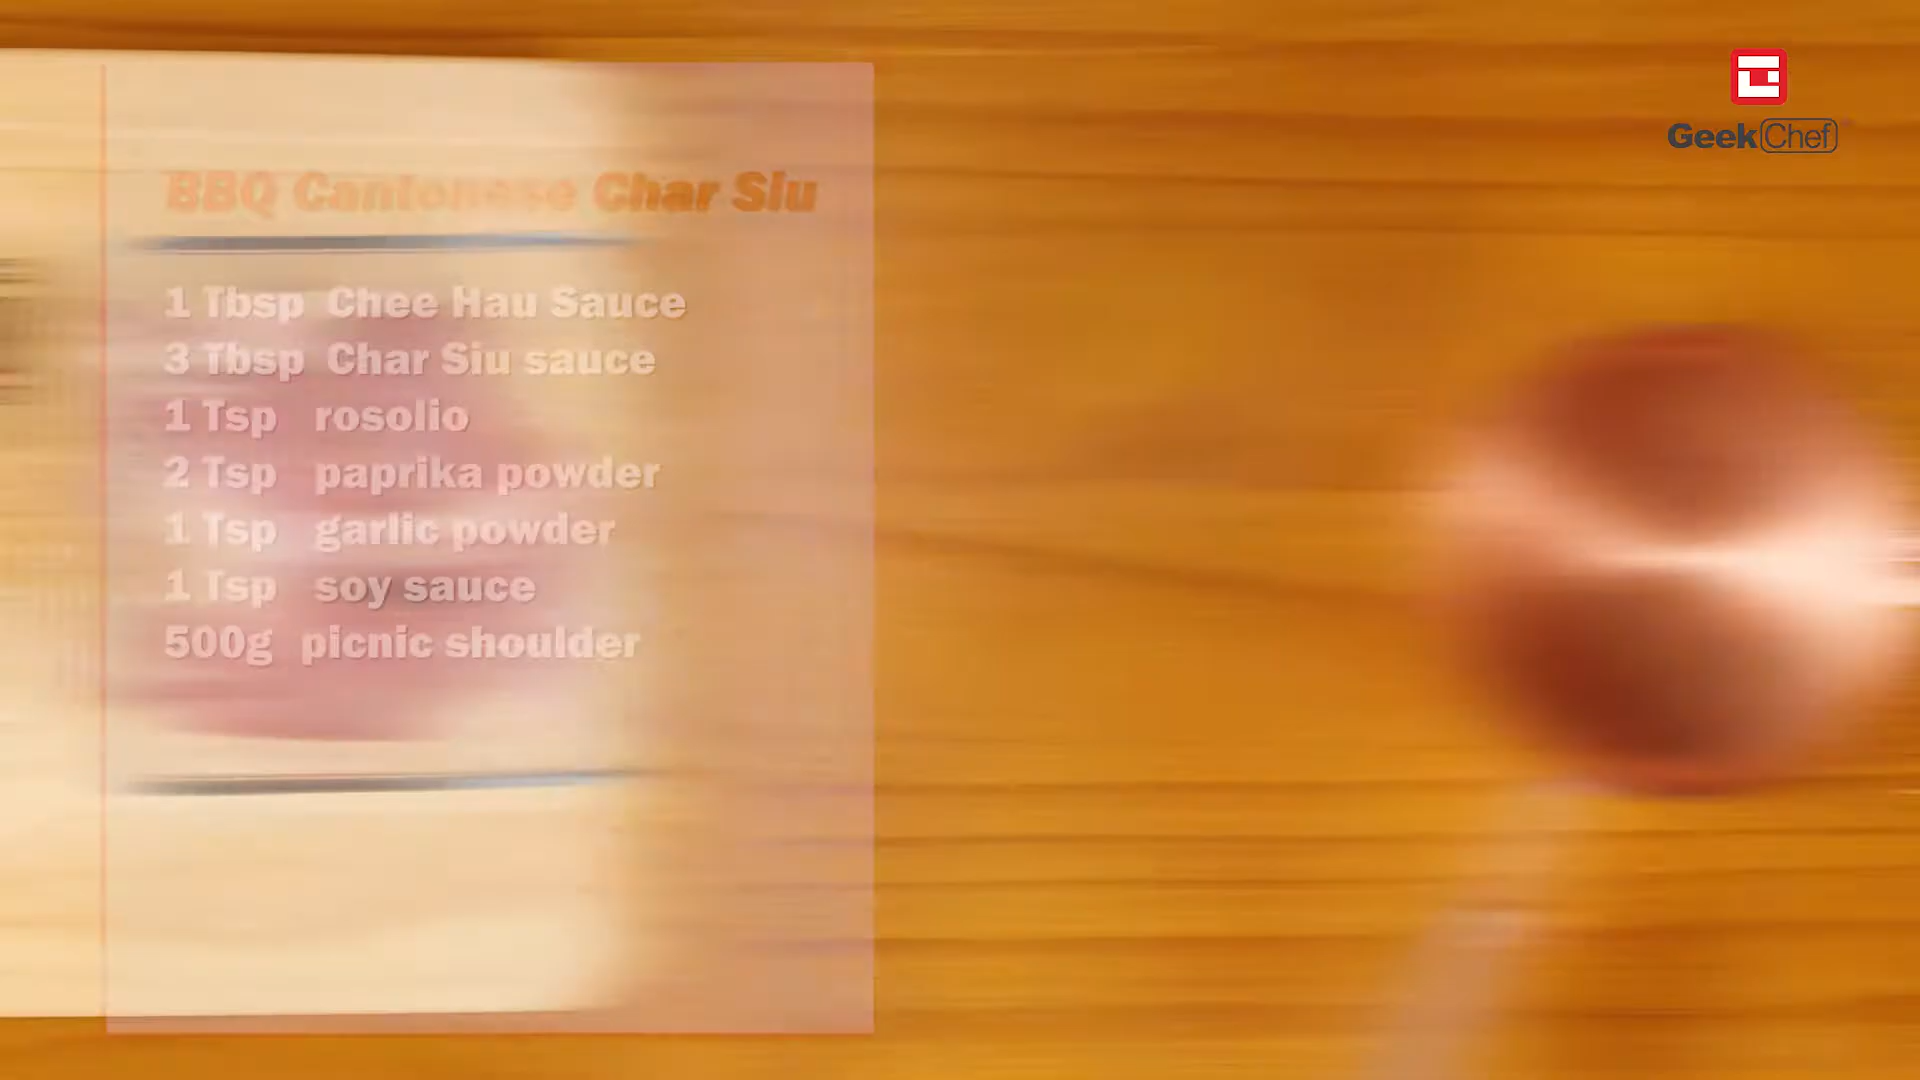 BBQ Cantonese Char Siu
1 Tbsp Chee Hau Sauce
3 Tbsp Char Siu sauce
1 Tsp rosolio
2 Tsp paprika powder
1 Tsp garlic powder
1 Tsp soy sauce
500g picnic shoulder
GeekChef